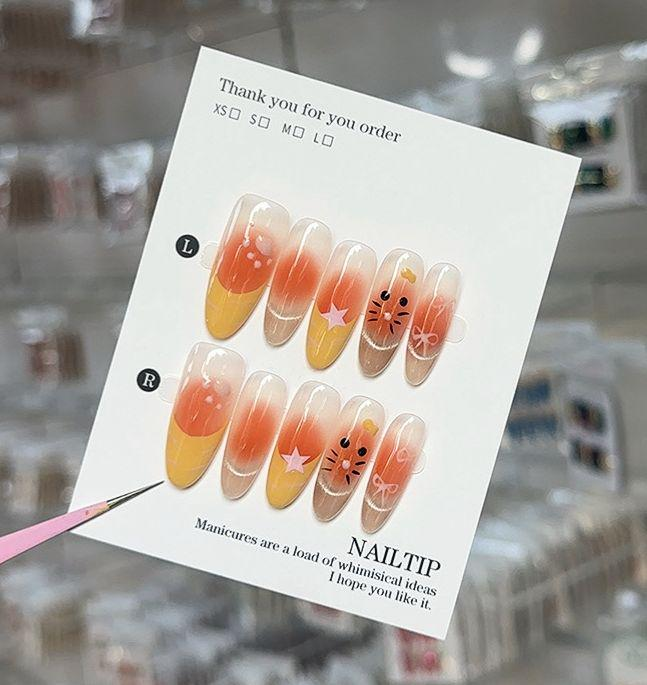 Thank you for you order
XS□ S□ M□ L□
L
R
NAILTIP
Manicures are a load of whimisical ideas
I hope you like it.